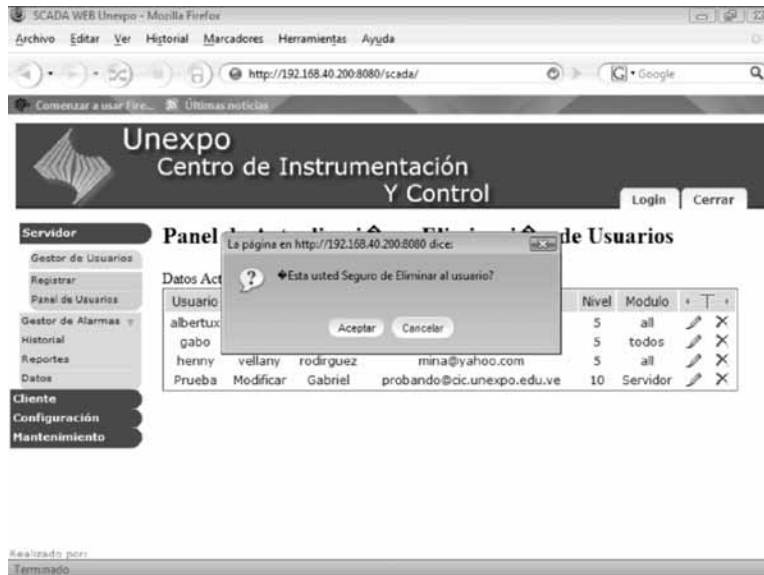 SCADA WEB Unexpo - Mozilla Firefox
Archivo Editar Ver Historial Marcadores Herramientas Ayuda
http://192.168.40.200:8080/scada/
Google
Comenzar a usar Fire... Últimas noticias
Unexpo
Centro de Instrumentación
Y Control
Login Cerrar
Servidor
Gestor de Usuarios
Registrar
Panel de Usuarios
Gestor de Alarmas
Historial
Reportes
Datos
Cliente
Configuración
Mantenimiento
Panel de Usuarios
La página en http://192.168.40.200:8080 dice:
�Esta usted Seguro de Eliminar al usuario?
Aceptar Cancelar
Datos Act
Usuario Nivel Modulo T
albertux 5 all
gabo 5 todos
henny vellany rodirguez mina@yahoo.com 5 all
Prueba Modificar Gabriel probando@cic.unexpo.edu.ve 10 Servidor
Realizado por:
Terminado